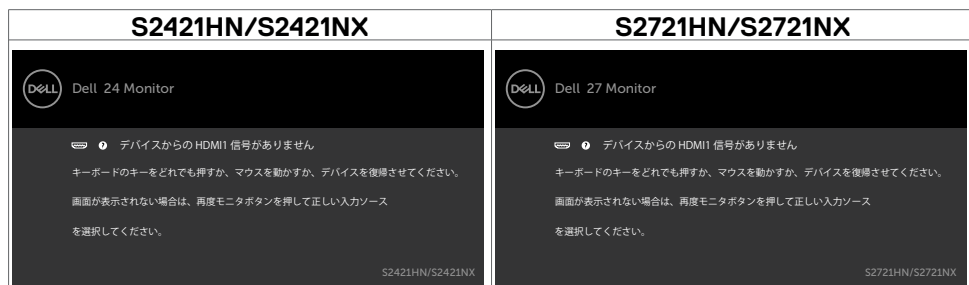 S2421HN/S2421NX
S2721HN/S2721NX
DELL
Dell 24 Monitor
デバイスからの HDMI1 信号がありません
キーボードのキーをどれでも押すか、マウスを動かすか、デバイスを復帰させてください。
画面が表示されない場合は、再度モニタボタンを押して正しい入力ソース
を選択してください。
S2421HN/S2421NX
DELL
Dell 27 Monitor
デバイスからの HDMI1 信号がありません
キーボードのキーをどれでも押すか、マウスを動かすか、デバイスを復帰させてください。
画面が表示されない場合は、再度モニタボタンを押して正しい入力ソース
を選択してください。
S2721HN/S2721NX